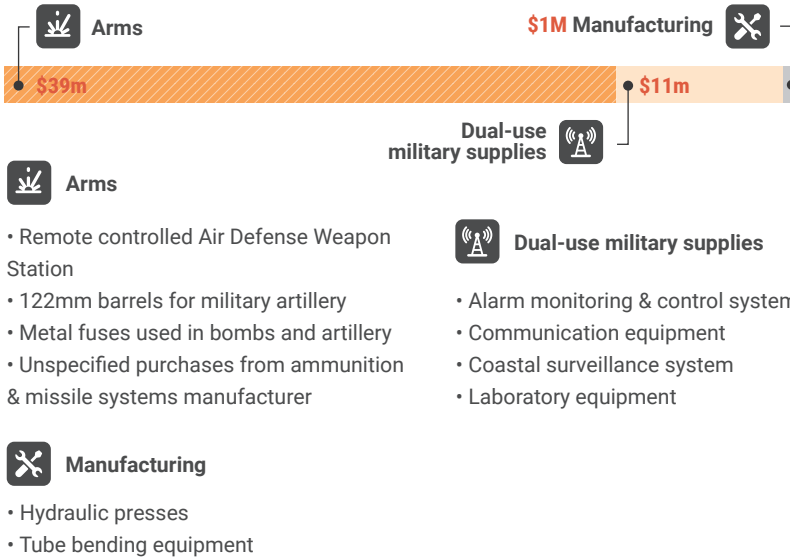 Arms
$1M Manufacturing
$39m
$11m
Dual-use
military supplies
Arms
• Remote controlled Air Defense Weapon
Station
• 122mm barrels for military artillery
• Metal fuses used in bombs and artillery
• Unspecified purchases from ammunition
& missile systems manufacturer
Dual-use military supplies
• Alarm monitoring & control system
• Communication equipment
• Coastal surveillance system
• Laboratory equipment
Manufacturing
• Hydraulic presses
• Tube bending equipment